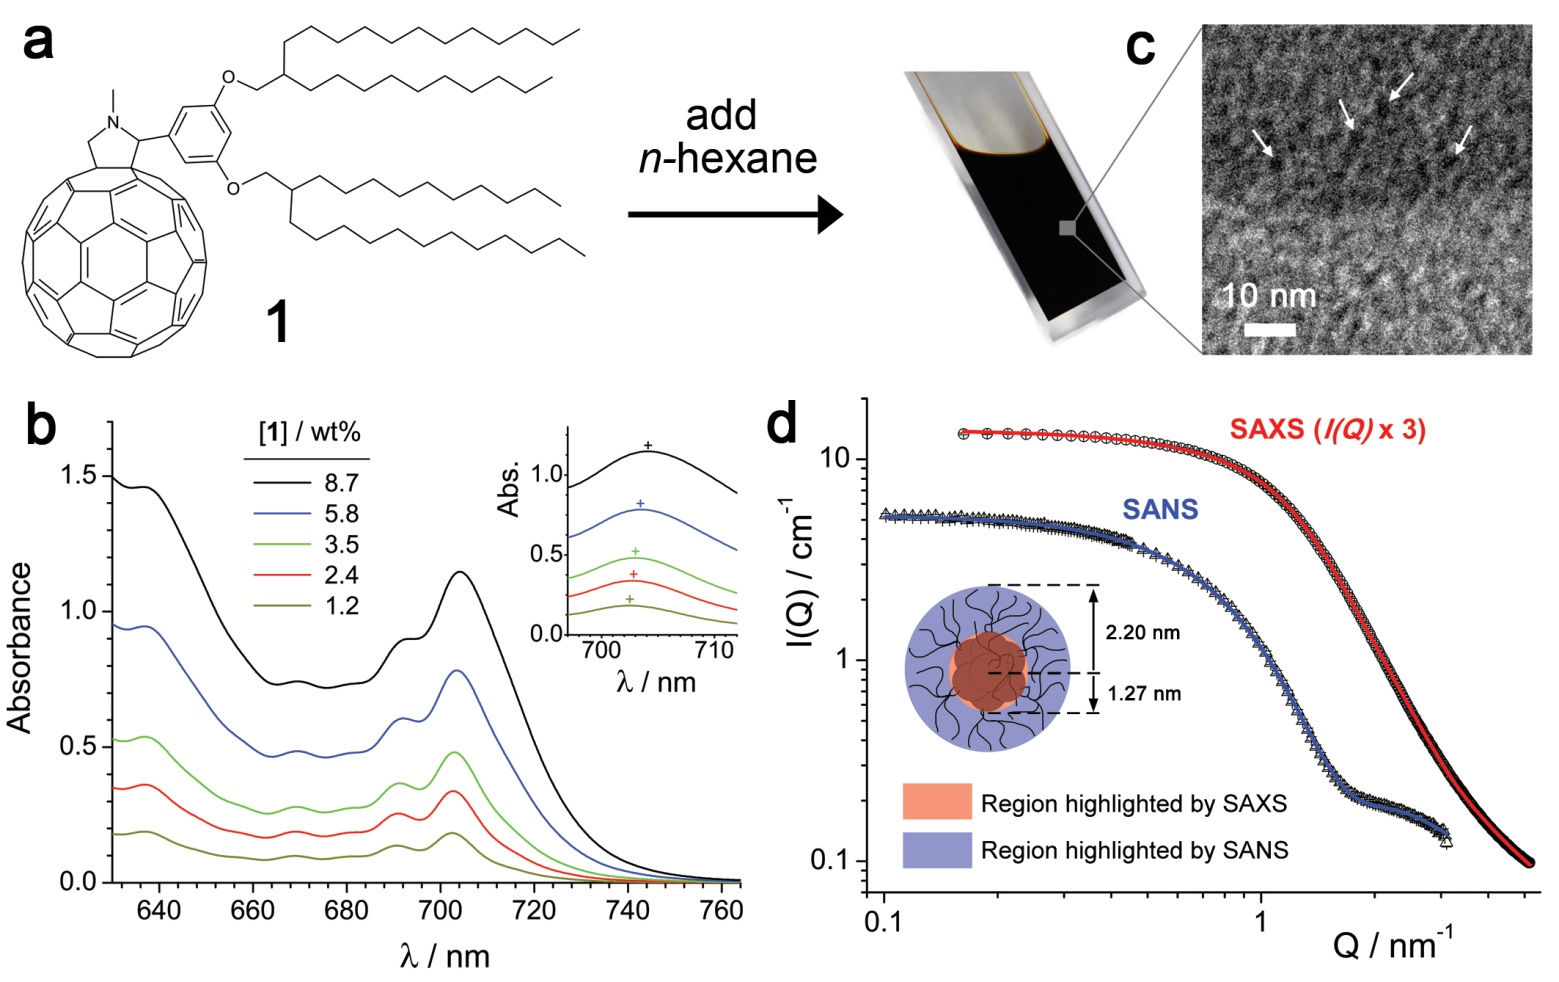 a
N
O
O
1
add
n-hexane
c
10 nm
b
[1] / wt%
8.7
5.8
3.5
2.4
1.2
Absorbance
1.5
1.0
0.5
0.0
640
660
680
700
720
740
760
λ / nm
Abs.
1.0
0.5
0.0
700
710
λ / nm
d
SAXS (I(Q) x 3)
SANS
I(Q) / cm⁻¹
10
1
0.1
2.20 nm
1.27 nm
Region highlighted by SAXS
Region highlighted by SANS
0.1
1
Q / nm⁻¹